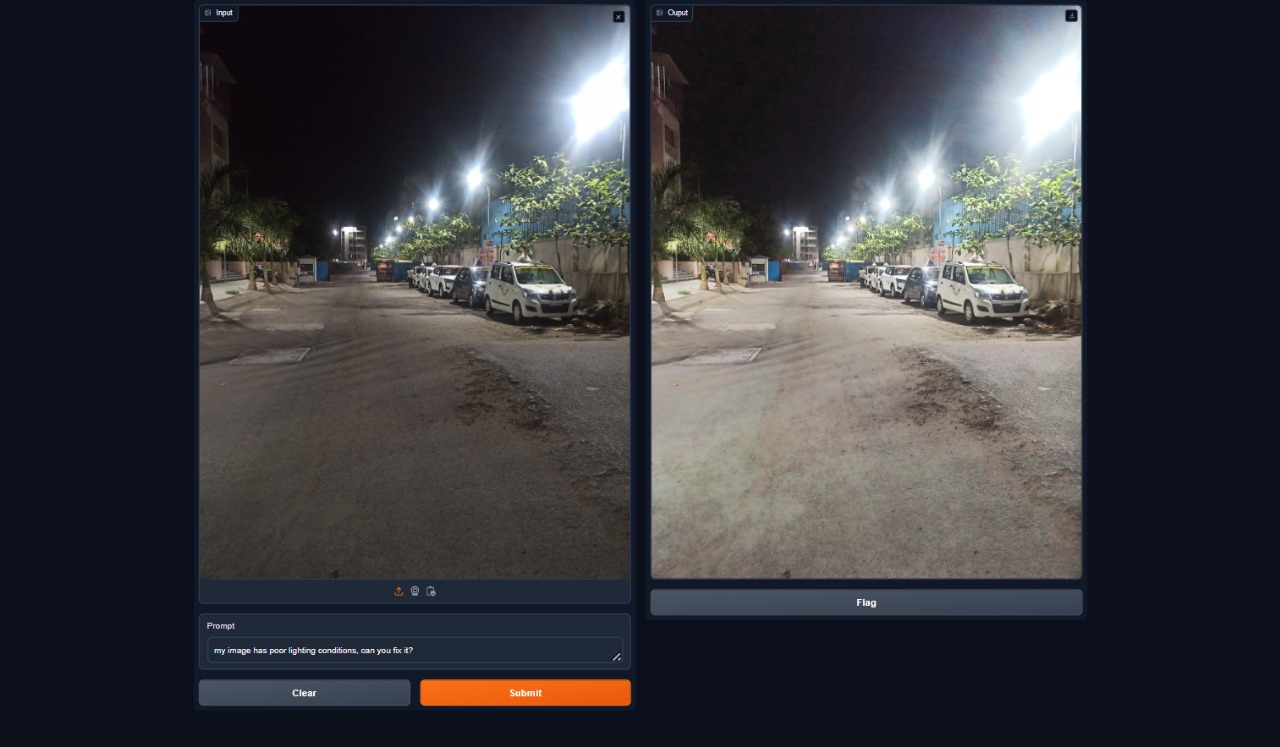 Input
Ouput
Flag
Prompt
my image has poor lighting conditions, can you fix it?
Clear
Submit